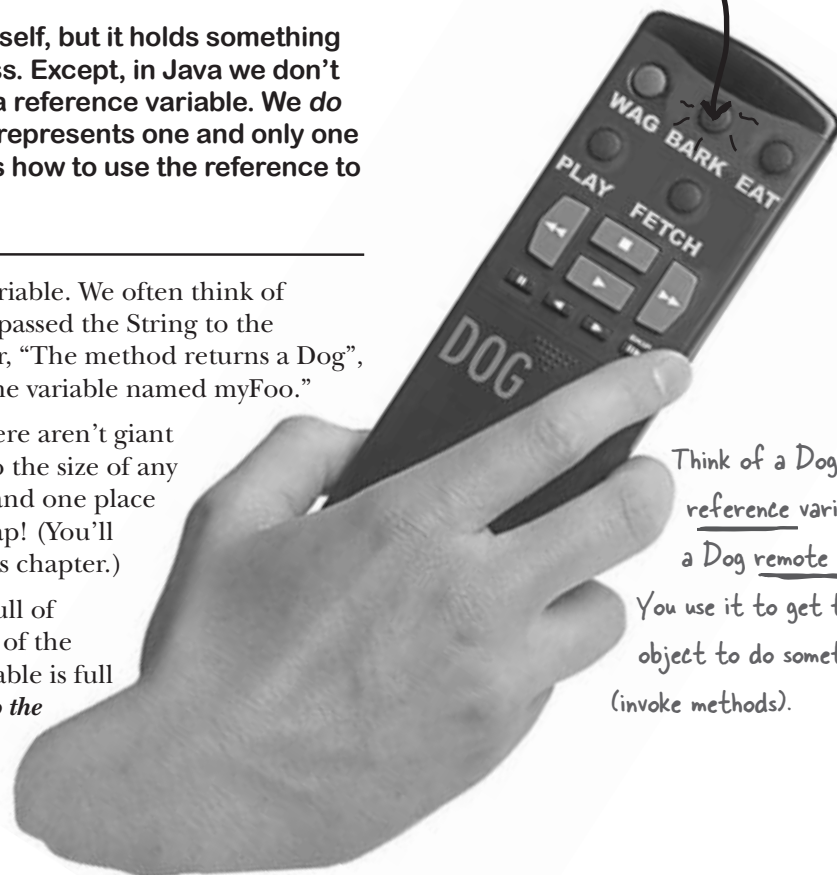 self, but it holds something
ss. Except, in Java we don't
a reference variable. We do
represents one and only one
s how to use the reference to
riable. We often think of
passed the String to the
r, “The method returns a Dog”,
ne variable named myFoo.”
ere aren't giant
o the size of any
and one place
ap! (You'll
s chapter.)
ull of
of the
able is full
o the
WAG BARK EAT
PLAY FETCH
DOG
Think of a Dog
reference vari
a Dog remote
You use it to get t
object to do somet
(invoke methods).